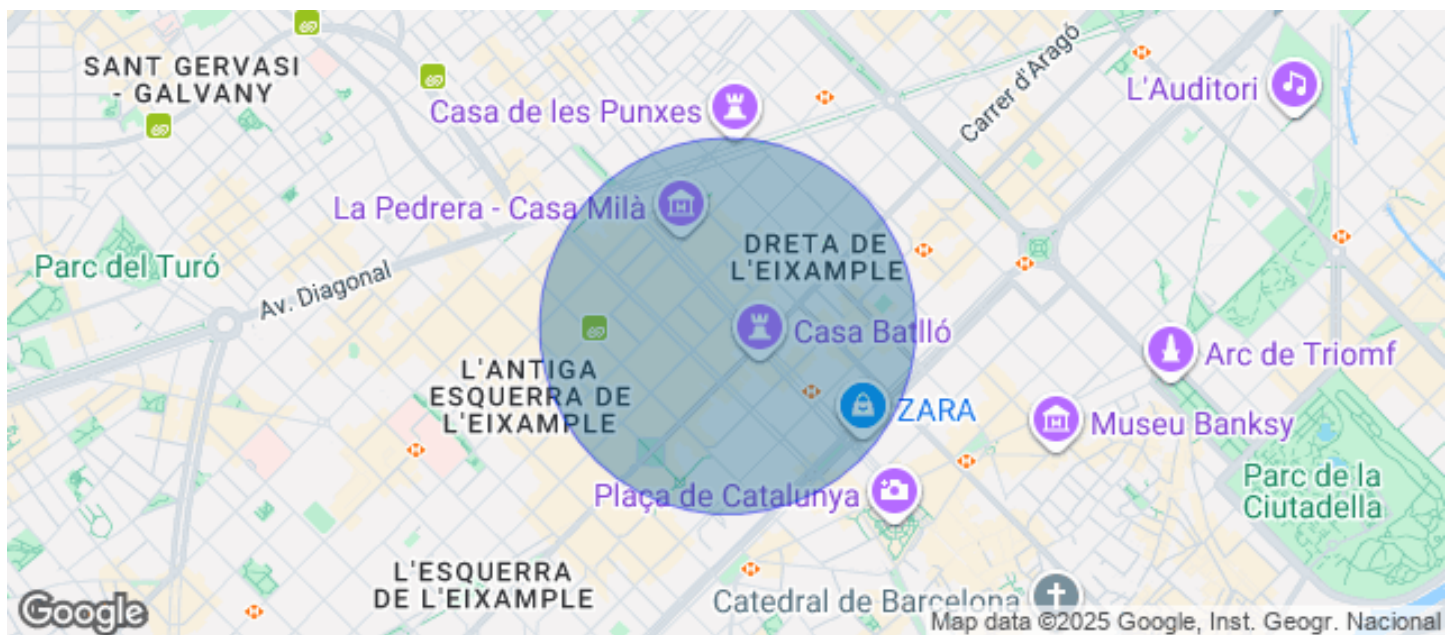 SANT GERVASI
- GALVANY
Casa de les Punxes
Carrer d'Aragó
L'Auditori
La Pedrera - Casa Milà
DRETA DE
L'EIXAMPLE
Parc del Turó
Av. Diagonal
Casa Batlló
Arc de Triomf
L'ANTIGA
ESQUERRA DE
L'EIXAMPLE
ZARA
Museu Banksy
Plaça de Catalunya
Parc de la
Ciutadella
L'ESQUERRA
DE L'EIXAMPLE
Catedral de Barcelona
Google
Map data ©2025 Google, Inst. Geogr. Nacional